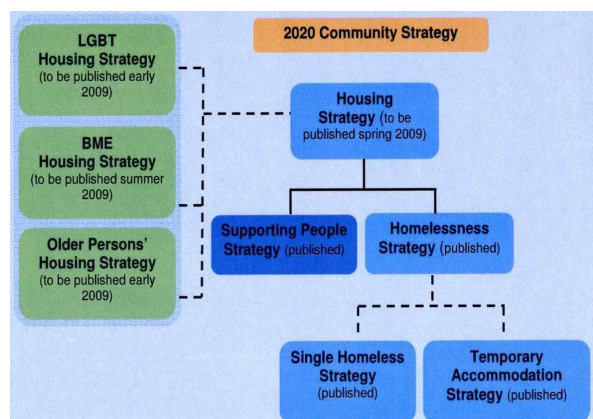 LGBT
Housing Strategy
(to be published early
2009)
BME
Housing Strategy
(to be published summer
2009)
Older Persons'
Housing Strategy
(to be published early
2009)
2020 Community Strategy
Housing
Strategy (to be
published spring 2009)
Supporting People
Strategy (published)
Homelessness
Strategy (published)
Single Homeless
Strategy
(published)
Temporary
Accommodation
Strategy (published)